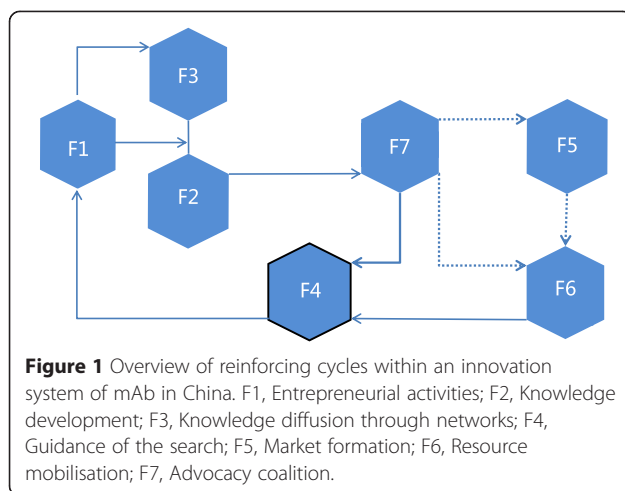 F3
F1
F7
F5
F2
F4
F6
Figure 1 Overview of reinforcing cycles within an innovation
system of mAb in China. F1, Entrepreneurial activities; F2, Knowledge
development; F3, Knowledge diffusion through networks; F4,
Guidance of the search; F5, Market formation; F6, Resource
mobilisation; F7, Advocacy coalition.